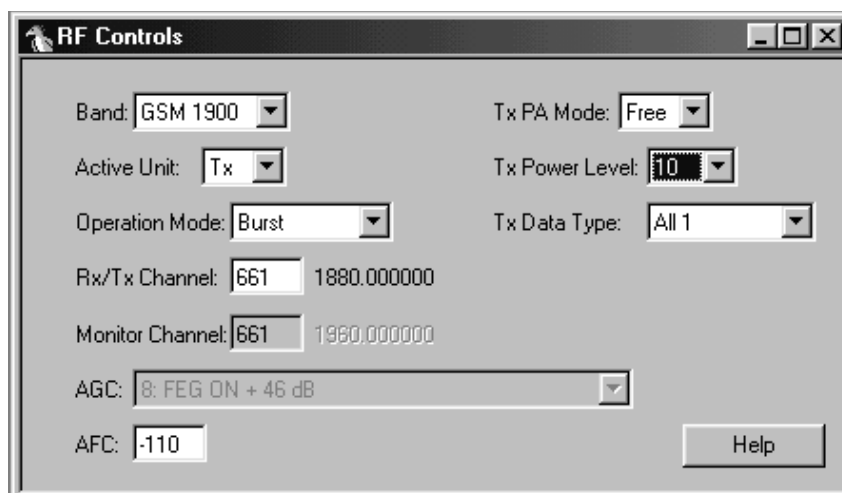 RF Controls
Band: GSM 1900
Tx PA Mode: Free
Active Unit: Tx
Tx Power Level: 10
Operation Mode: Burst
Tx Data Type: All 1
Rx/Tx Channel: 661 1880.000000
Monitor Channel: 661 1960.000000
AGC: 8: FEG ON + 46 dB
AFC: -110
Help